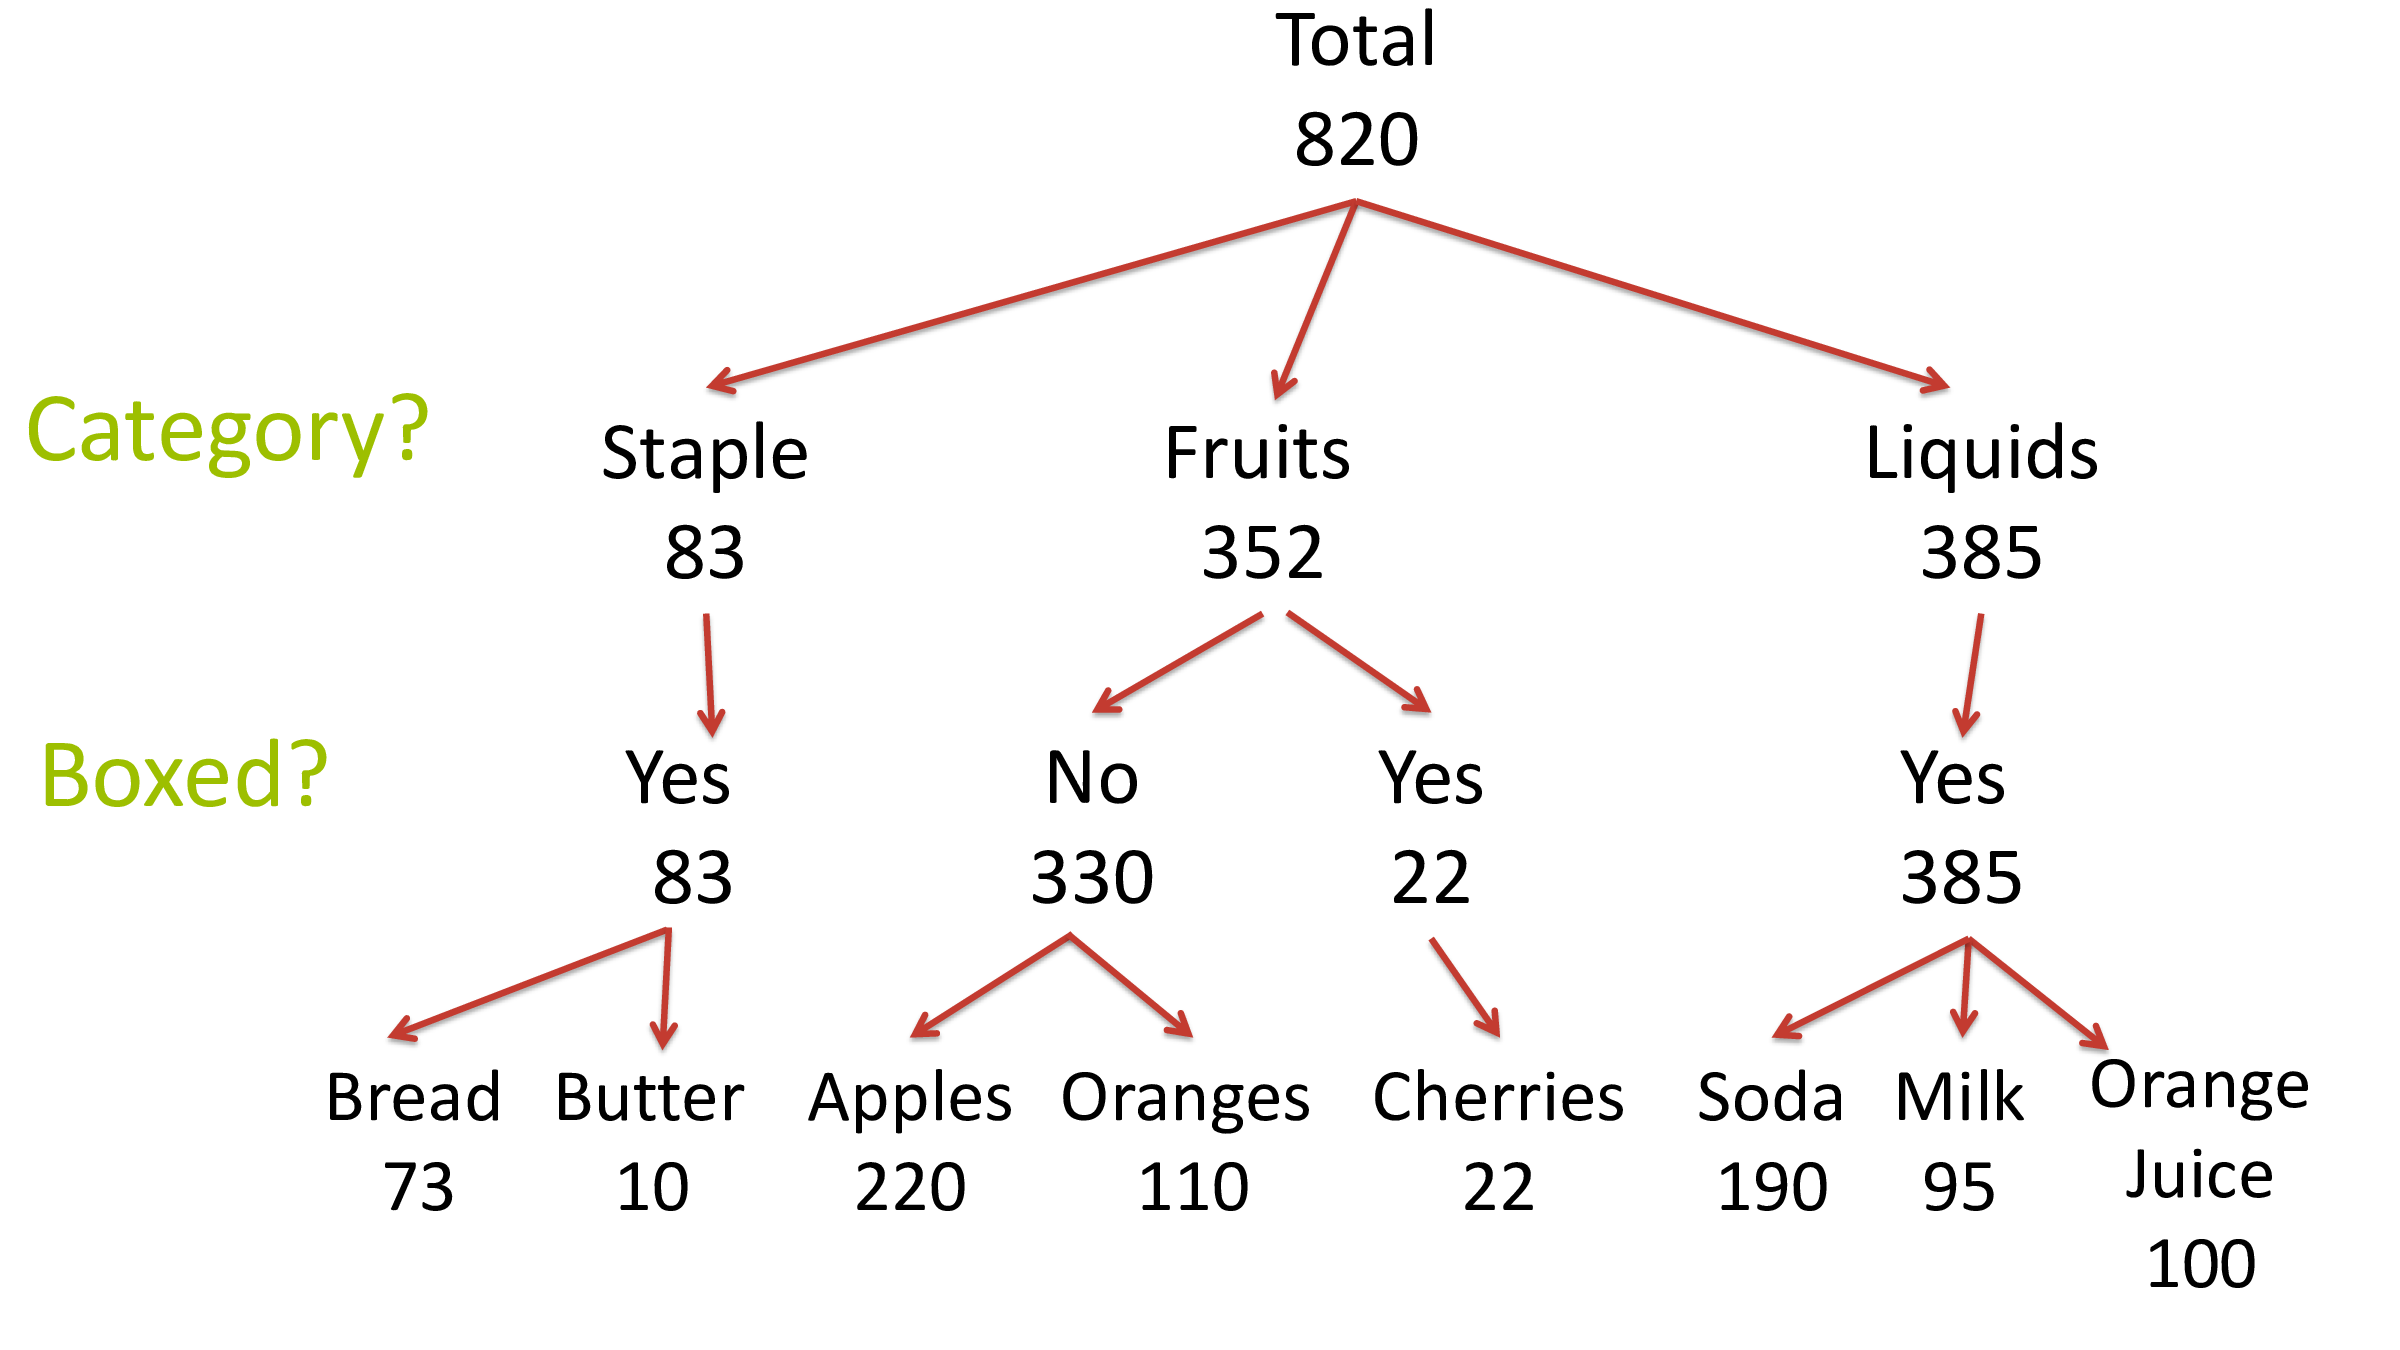 Total
820
Category?
Staple
Fruits
Liquids
83
352
385
Boxed?
Yes
No
Yes
Yes
83
330
22
385
Bread
Butter
Apples
Oranges
Cherries
Soda
Milk
Orange
Juice
73
10
220
110
22
190
95
100